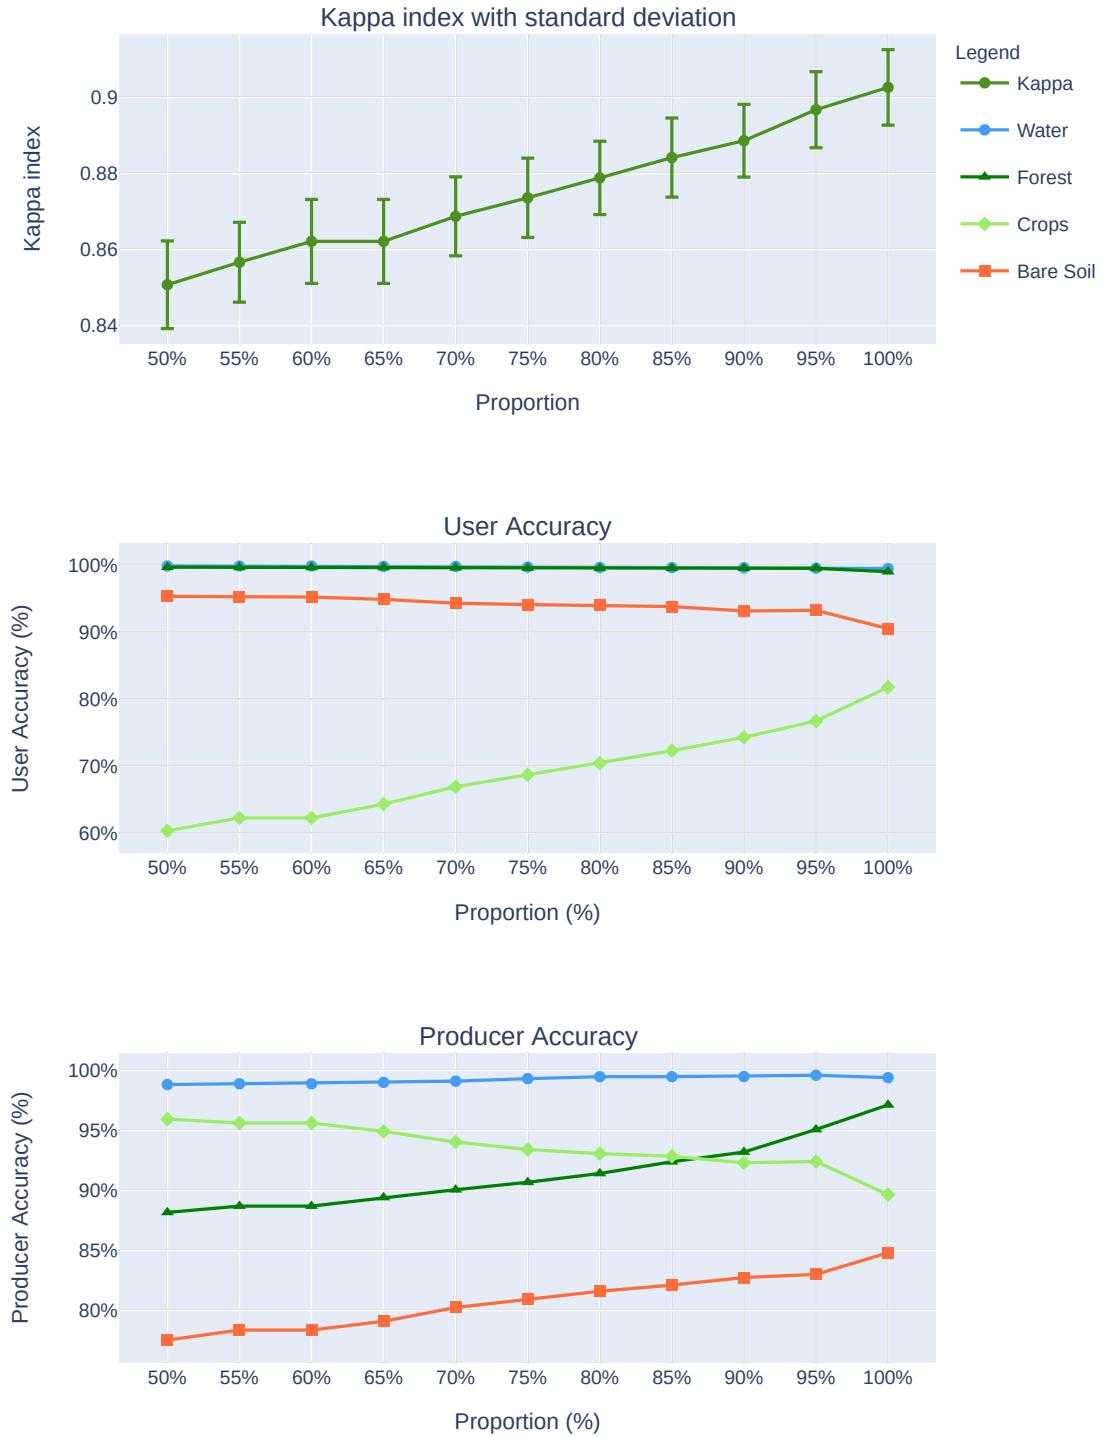 Kappa index with standard deviation
Legend
Kappa
Water
Forest
Crops
Bare Soil
Kappa index
0.9
0.88
0.86
0.84
50% 55% 60% 65% 70% 75% 80% 85% 90% 95% 100%
Proportion
User Accuracy
User Accuracy (%)
100%
90%
80%
70%
60%
50% 55% 60% 65% 70% 75% 80% 85% 90% 95% 100%
Proportion (%)
Producer Accuracy
Producer Accuracy (%)
100%
95%
90%
85%
80%
50% 55% 60% 65% 70% 75% 80% 85% 90% 95% 100%
Proportion (%)